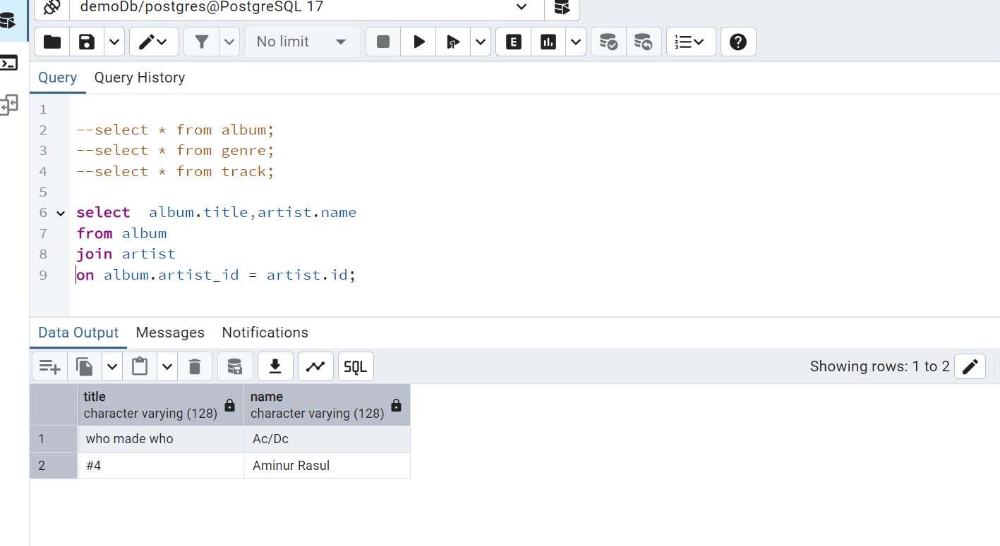 demoDb/postgres@PostgreSQL 17
No limit
E
Query Query History
1
2 --select * from album;
3 --select * from genre;
4 --select * from track;
5
6 select  album.title,artist.name
7 from album
8 join artist
9 on album.artist_id = artist.id;
Data Output Messages Notifications
SQL
Showing rows: 1 to 2
title name
character varying (128) character varying (128)
1 who made who Ac/Dc
2 #4 Aminur Rasul